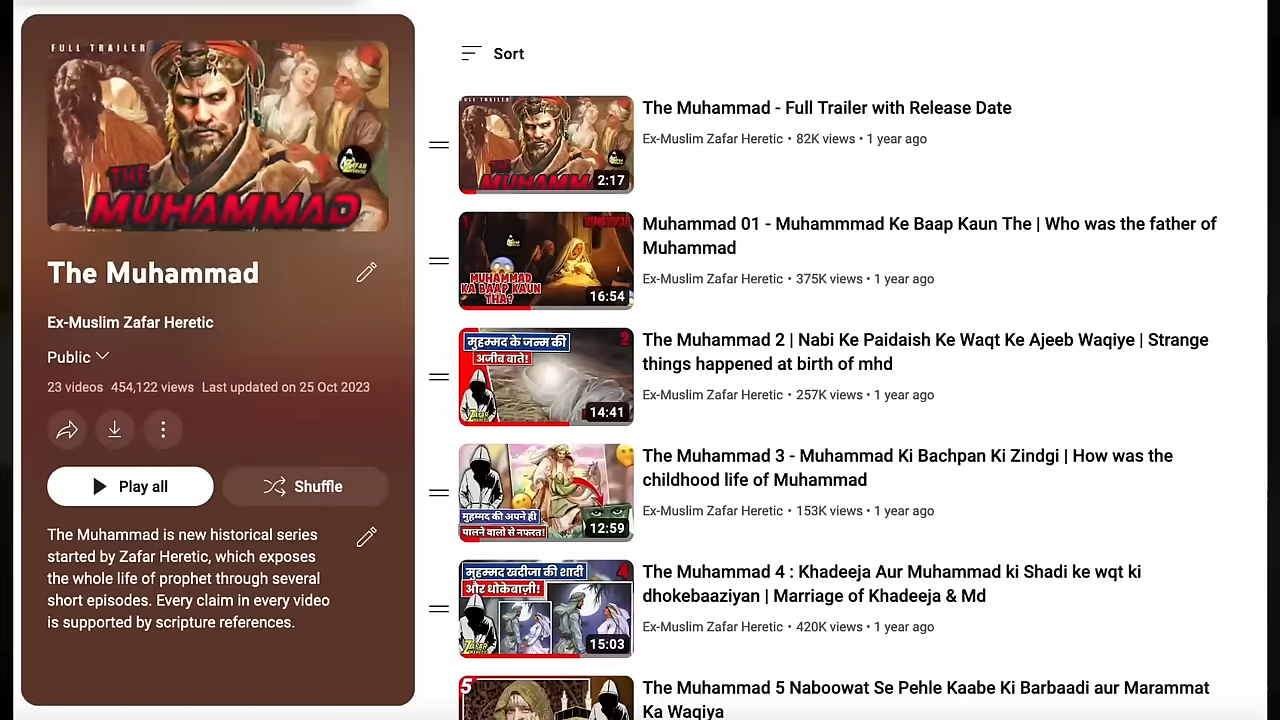 FULL TRAILER
THE
MUHAMMAD
The Muhammad
Ex-Muslim Zafar Heretic
Public
23 videos 454,122 views Last updated on 25 Oct 2023
Play all
Shuffle
The Muhammad is new historical series
started by Zafar Heretic, which exposes
the whole life of prophet through several
short episodes. Every claim in every video
is supported by scripture references.
Sort
THE
MUHAMM
2:17
The Muhammad - Full Trailer with Release Date
Ex-Muslim Zafar Heretic • 82K views • 1 year ago
MUHAMMAD
KA BAAP KAUN
THA?
16:54
Muhammad 01 - Muhammmad Ke Baap Kaun The | Who was the father of
Muhammad
Ex-Muslim Zafar Heretic • 375K views • 1 year ago
मुहम्मद के जन्म की
अजीब बाते!
2
14:41
The Muhammad 2 | Nabi Ke Paidaish Ke Waqt Ke Ajeeb Waqiye | Strange
things happened at birth of mhd
Ex-Muslim Zafar Heretic • 257K views • 1 year ago
मुहम्मद की अपने ही
पालने वालो से नफरत!
12:59
The Muhammad 3 - Muhammad Ki Bachpan Ki Zindgi | How was the
childhood life of Muhammad
Ex-Muslim Zafar Heretic • 153K views • 1 year ago
मुहम्मद खदीजा की शादी
और धोकेबाज़ी!
4
15:03
The Muhammad 4 : Khadeeja Aur Muhammad ki Shadi ke wqt ki
dhokebaaziyan | Marriage of Khadeeja & Md
Ex-Muslim Zafar Heretic • 420K views • 1 year ago
5
The Muhammad 5 Naboowat Se Pehle Kaabe Ki Barbaadi aur Marammat
Ka Waqiya